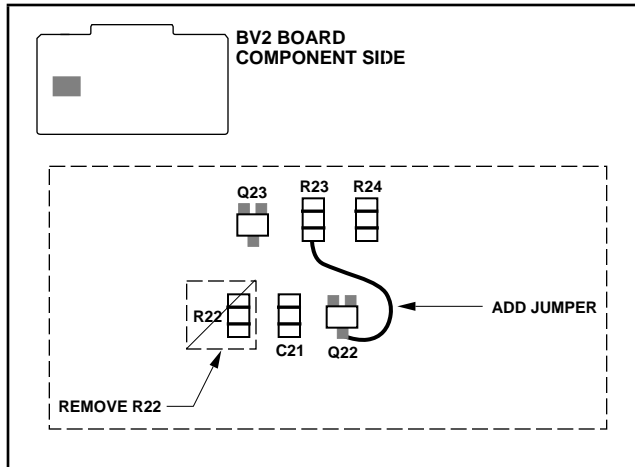 BV2 BOARD
COMPONENT SIDE
Q23
R23
R24
R22
C21
Q22
ADD JUMPER
REMOVE R22